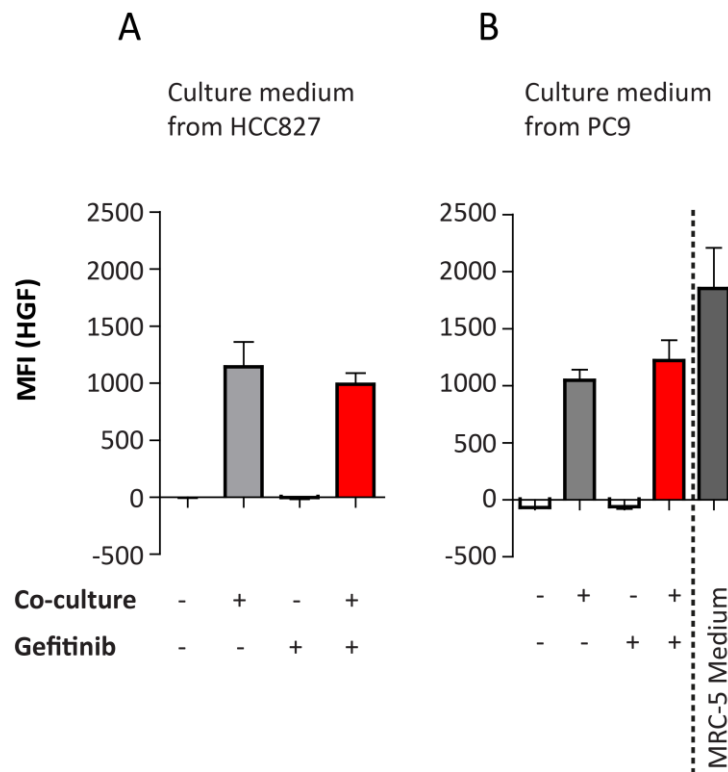 A
B
Culture medium
from HCC827
Culture medium
from PC9
MFI (HGF)
2500
2000
1500
1000
500
0
-500
2500
2000
1500
1000
500
0
-500
Co-culture - + - + - + - +
Gefitinib - - + + - - + +
MRC-5 Medium